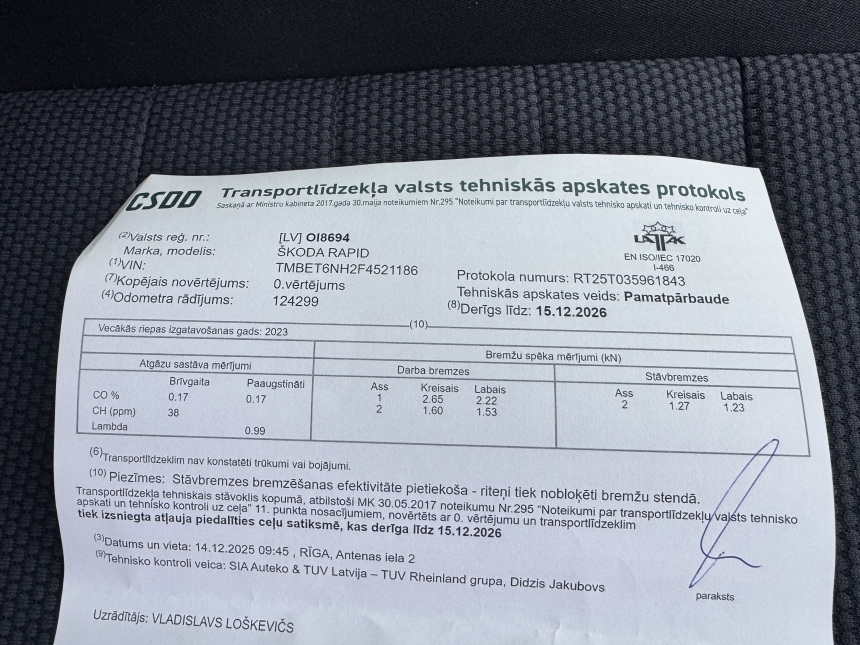 CSDD Transportlīdzekļa valsts tehniskās apskates protokols
Saskaņā ar Ministru kabineta 2017.gada 30.maija noteikumiem Nr.295 "Noteikumi par transportlīdzekļu valsts tehnisko apskati un tehnisko kontroli uz ceļa"
(2)Valsts reģ. nr.: [LV] OI8694
Marka, modelis: ŠKODA RAPID
(1)VIN: TMBET6NH2F4521186
(7)Kopējais novērtējums: 0.vērtējums
(4)Odometra rādījums: 124299
LATAK
EN ISO/IEC 17020
I-466
Protokola numurs: RT25T035961843
Tehniskās apskates veids: Pamatpārbaude
(8)Derīgs līdz: 15.12.2026
(10)
Vecākās riepas izgatavošanas gads: 2023
Atgāzu sastāva mērījumi
Brīvgaita Paaugstināti
CO % 0.17 0.17
CH (ppm) 38
Lambda 0.99
Bremžu spēka mērījumi (kN)
Darba bremzes
Ass Kreisais Labais
1 2.65 2.22
2 1.60 1.53
Stāvbremzes
Ass Kreisais Labais
2 1.27 1.23
(6)Transportlīdzeklim nav konstatēti trūkumi vai bojājumi.
(10) Piezīmes: Stāvbremzes bremzēšanas efektivitāte pietiekoša - riteņi tiek nobloķēti bremžu stendā.
Transportlīdzekļa tehniskais stāvoklis kopumā, atbilstoši MK 30.05.2017 noteikumu Nr.295 "Noteikumi par transportlīdzekļu valsts tehnisko
apskati un tehnisko kontroli uz ceļa" 11. punkta nosacījumiem, novērtēts ar 0. vērtējumu un transportlīdzeklim
tiek izsniegta atļauja piedalīties ceļu satiksmē, kas derīga līdz 15.12.2026
(3)Datums un vieta: 14.12.2025 09:45 , RĪGA, Antenas iela 2
(9)Tehnisko kontroli veica: SIA Auteko & TUV Latvija – TUV Rheinland grupa, Didzis Jakubovs
paraksts
Uzrādītājs: VLADISLAVS LOŠKEVIČS